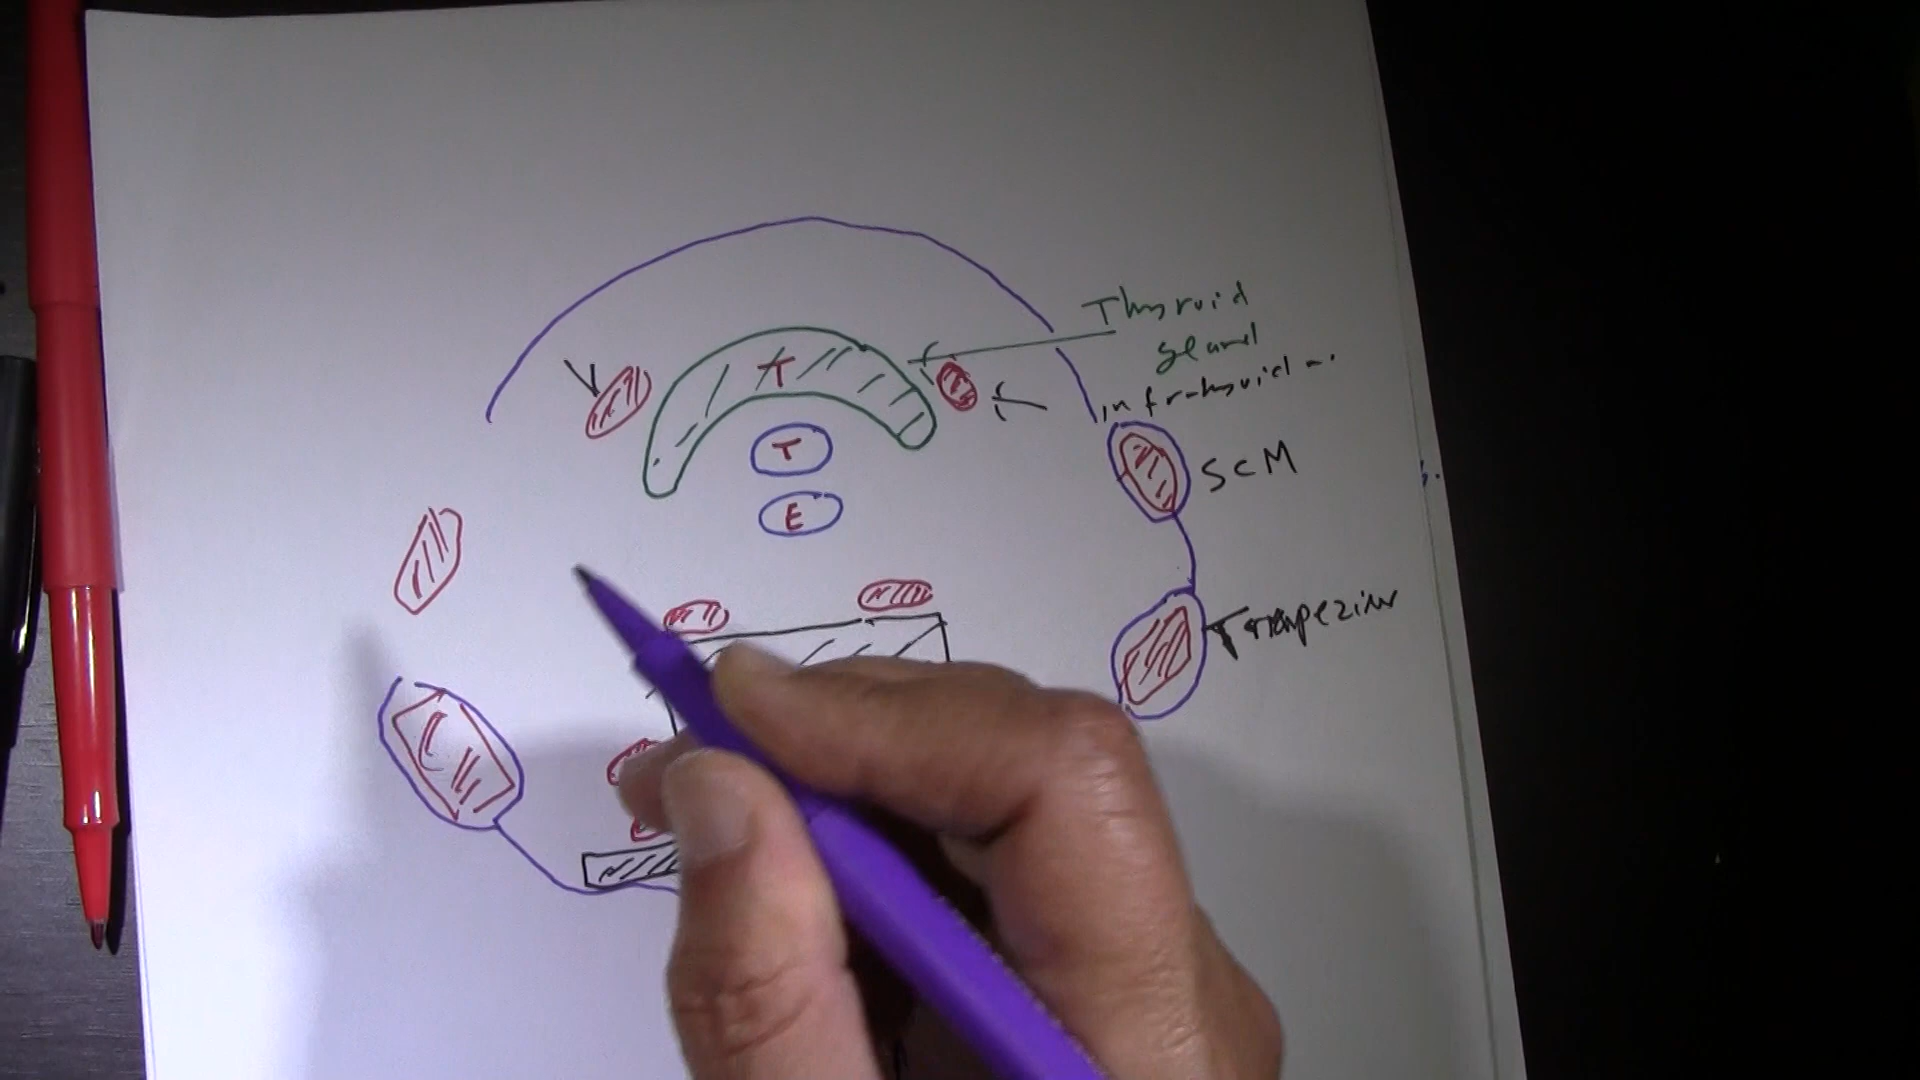 Thyroid
gland
infrahyoid m.
T
SCM
T
E
Trapezius